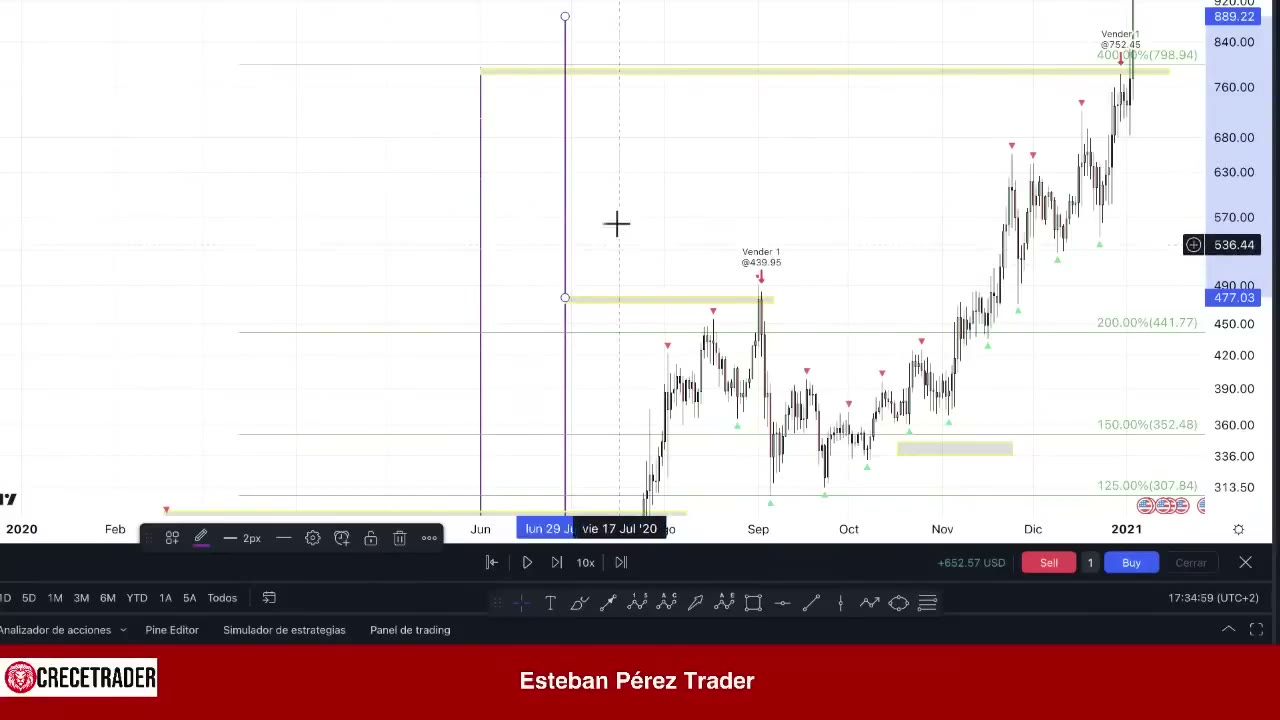 920.00
889.22
Vender 1
@752.45
840.00
400.00%(798.94)
760.00
680.00
630.00
570.00
536.44
Vender 1
@439.95
490.00
477.03
200.00%(441.77)
450.00
420.00
390.00
150.00%(352.48)
360.00
336.00
125.00%(307.84)
313.50
2020
Feb
Jun
lun 29 Ju
vie 17 Jul '20
go
Sep
Oct
Nov
Dic
2021
2px
10x
+652.57 USD
Sell
1
Buy
Cerrar
1D
5D
1M
3M
6M
YTD
1A
5A
Todos
17:34:59 (UTC+2)
Analizador de acciones
Pine Editor
Simulador de estrategias
Panel de trading
CRECETRADER
Esteban Pérez Trader